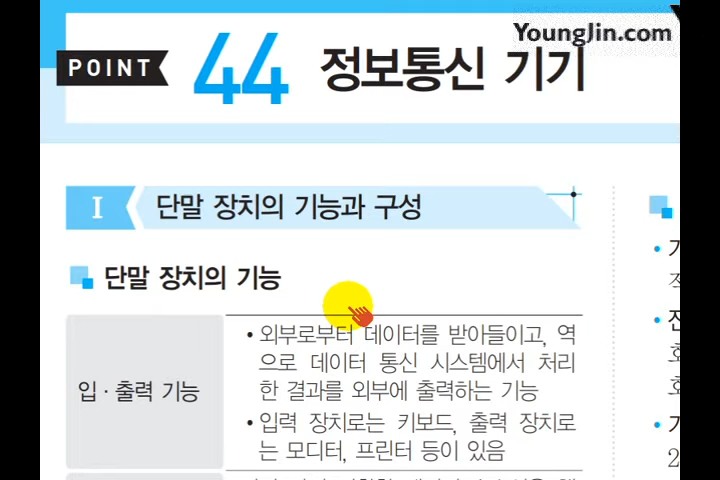 YoungJin.com
POINT 44 정보통신 기기
I 단말 장치의 기능과 구성
단말 장치의 기능
입·출력 기능
• 외부로부터 데이터를 받아들이고, 역
으로 데이터 통신 시스템에서 처리
한 결과를 외부에 출력하는 기능
• 입력 장치로는 키보드, 출력 장치로
는 모디터, 프린터 등이 있음